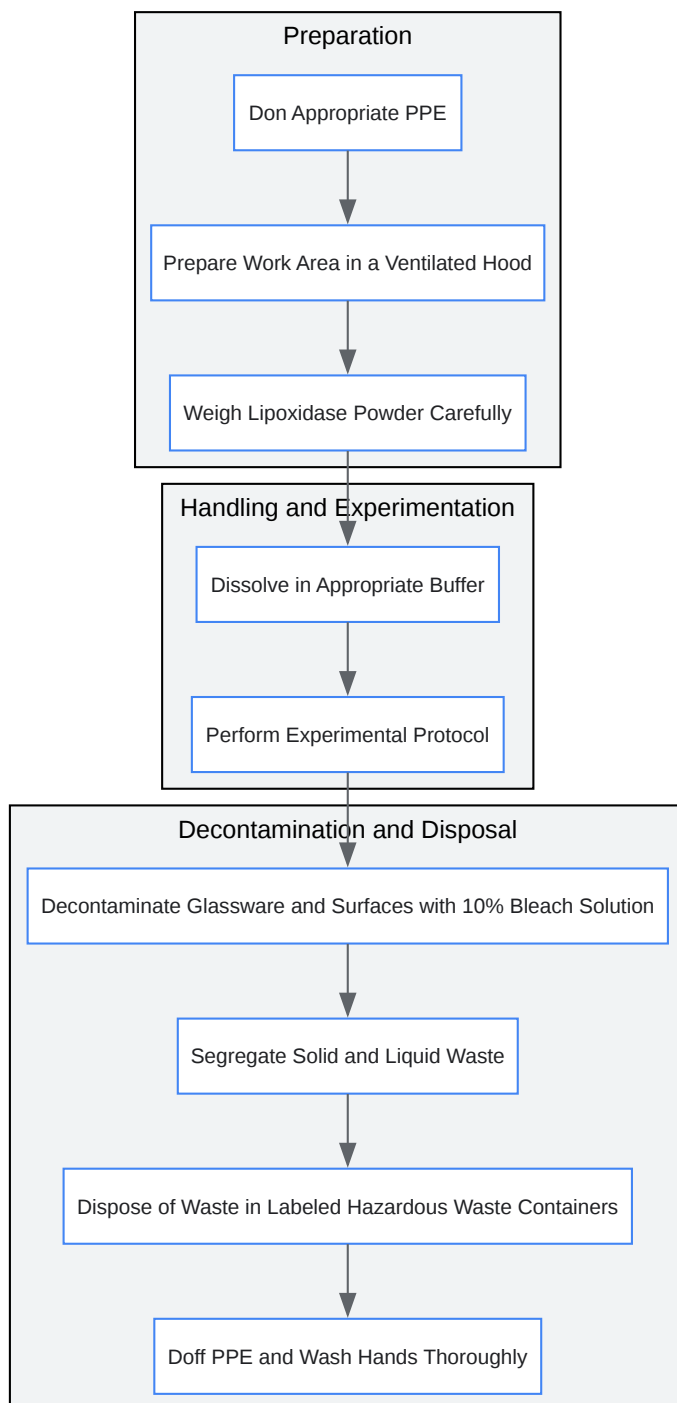 Preparation
Don Appropriate PPE
Prepare Work Area in a Ventilated Hood
Weigh Lipoxidase Powder Carefully
Handling and Experimentation
Dissolve in Appropriate Buffer
Perform Experimental Protocol
Decontamination and Disposal
Decontaminate Glassware and Surfaces with 10% Bleach Solution
Segregate Solid and Liquid Waste
Dispose of Waste in Labeled Hazardous Waste Containers
Doff PPE and Wash Hands Thoroughly